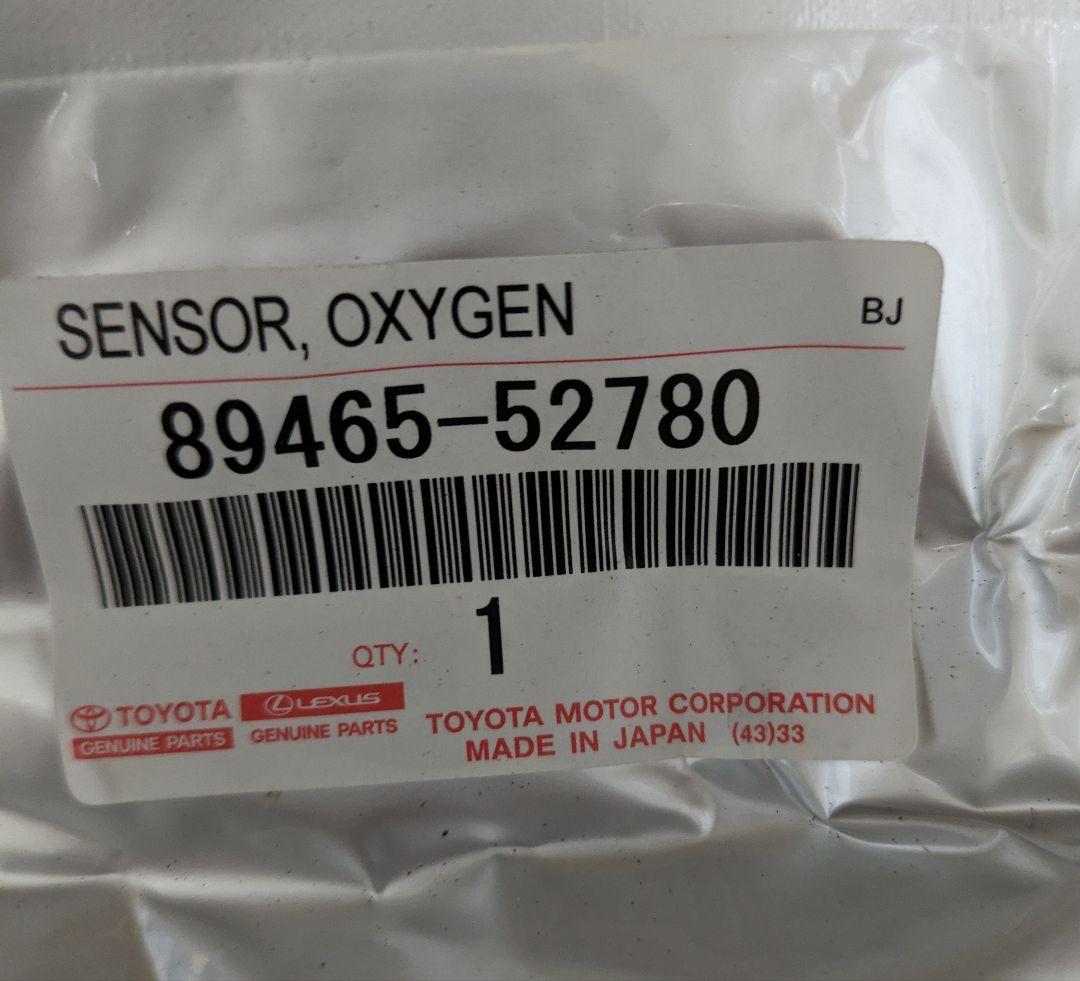 SENSOR, OXYGEN BJ
89465-52780
QTY: 1
TOYOTA
GENUINE PARTS
LEXUS
GENUINE PARTS
TOYOTA MOTOR CORPORATION
MADE IN JAPAN (43)33